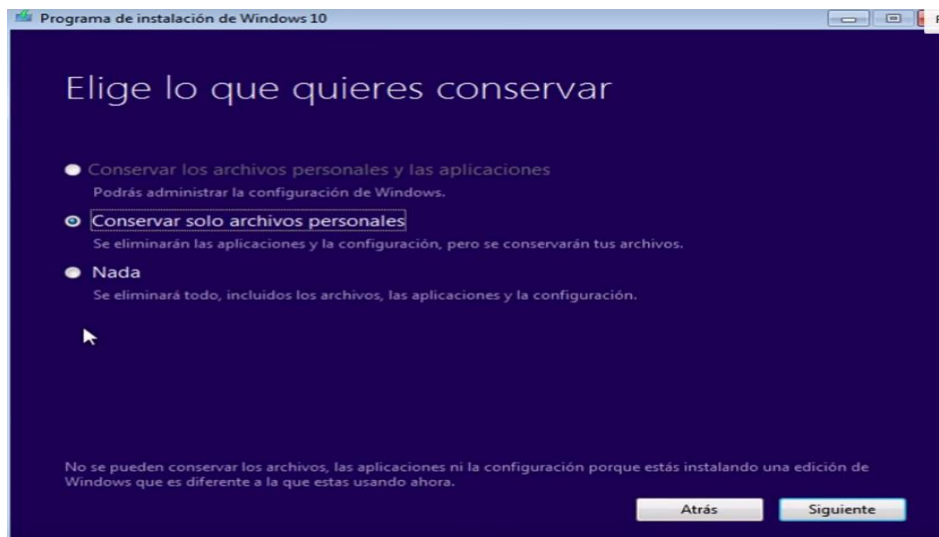 Programa de instalación de Windows 10
Elige lo que quieres conservar
Conservar los archivos personales y las aplicaciones
Podrás administrar la configuración de Windows.
Conservar solo archivos personales
Se eliminarán las aplicaciones y la configuración, pero se conservarán tus archivos.
Nada
Se eliminará todo, incluidos los archivos, las aplicaciones y la configuración.
No se pueden conservar los archivos, las aplicaciones ni la configuración porque estás instalando una edición de
Windows que es diferente a la que estas usando ahora.
Atrás
Siguiente